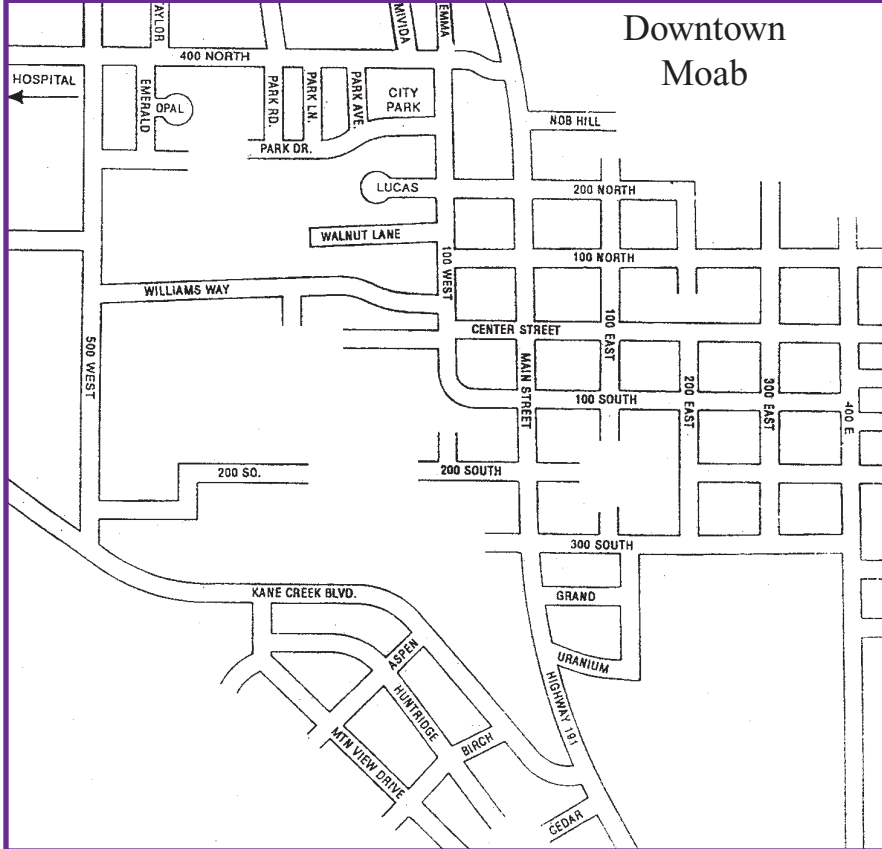 Downtown
Moab
TAYLOR
MIVIDA
EMMA
400 NORTH
HOSPITAL
EMERALD
OPAL
PARK RD.
PARK LN.
PARK AVE.
CITY
PARK
NOB HILL
PARK DR.
LUCAS
200 NORTH
WALNUT LANE
100 WEST
100 NORTH
WILLIAMS WAY
CENTER STREET
100 EAST
500 WEST
MAIN STREET
200 EAST
300 EAST
100 SOUTH
400 E
200 SO.
200 SOUTH
300 SOUTH
KANE CREEK BLVD.
GRAND
ASPEN
URANIUM
HUNTRIDGE
HIGHWAY 191
BIRCH
MTN VIEW DRIVE
CEDAR